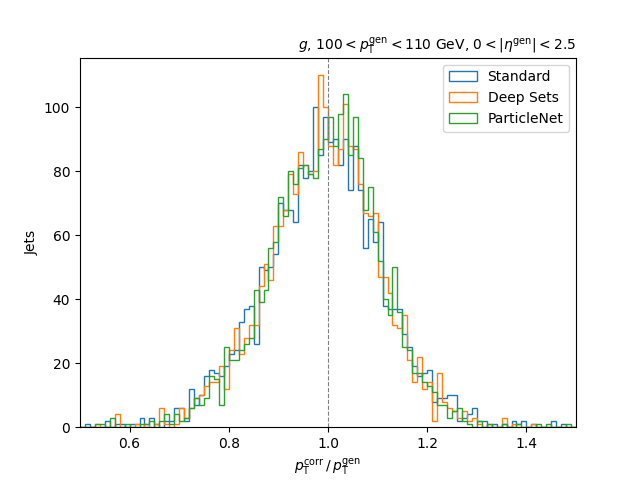 g, 100 < p_T^gen < 110 GeV, 0 < |η^gen| < 2.5
Standard
Deep Sets
ParticleNet
Jets
100
80
60
40
20
0
0.6 0.8 1.0 1.2 1.4
p_T^corr / p_T^gen